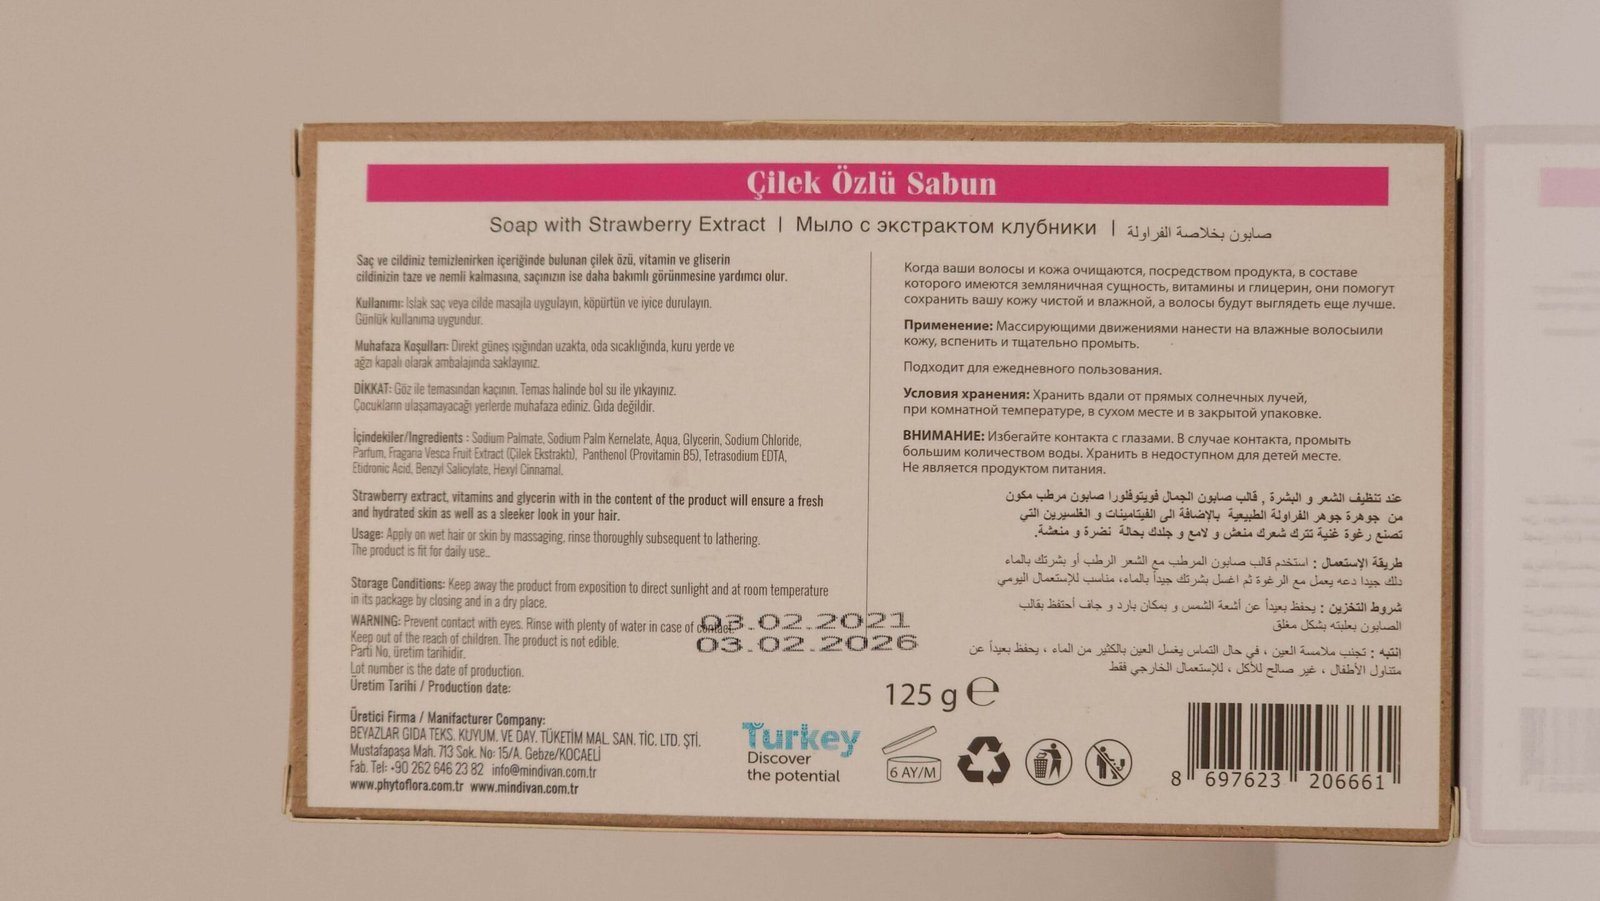 Çilek Özlü Sabun
Soap with Strawberry Extract | Мыло с экстрактом клубники | صابون بخلاصة الفراولة
Saç ve cildiniz temizlenirken içeriğinde bulunan çilek özü, vitamin ve gliserin
cildinizin taze ve nemli kalmasına, saçınızın ise daha bakımlı görünmesine yardımcı olur.
Kullanımı: Islak saç veya cilde masajla uygulayın, köpürtün ve iyice durulayın.
Günlük kullanıma uygundur.
Muhafaza Koşulları: Direkt güneş ışığından uzakta, oda sıcaklığında, kuru yerde ve
ağzı kapalı olarak ambalajında saklayınız.
DİKKAT: Göz ile temasından kaçının. Temas halinde bol su ile yıkayınız.
Çocukların ulaşamayacağı yerlerde muhafaza ediniz. Gıda değildir.
İçindekiler/Ingredients : Sodium Palmate, Sodium Palm Kernelate, Aqua, Glycerin, Sodium Chloride,
Parfum, Fragaria Vesca Fruit Extract (Çilek Ekstraktı), Panthenol (Provitamin B5), Tetrasodium EDTA,
Etidronic Acid, Benzyl Salicylate, Hexyl Cinnamal.
Strawberry extract, vitamins and glycerin with in the content of the product will ensure a fresh
and hydrated skin as well as a sleeker look in your hair.
Usage: Apply on wet hair or skin by massaging, rinse thoroughly subsequent to lathering.
The product is fit for daily use..
Storage Conditions: Keep away the product from exposition to direct sunlight and at room temperature
in its package by closing and in a dry place.
WARNING: Prevent contact with eyes. Rinse with plenty of water in case of contact.
Keep out of the reach of children. The product is not edible.
Parti No, üretim tarihidir.
Lot number is the date of production.
Üretim Tarihi / Production date:
03.02.2021
03.02.2026
Üretici Firma / Manifacturer Company:
BEYAZLAR GIDA TEKS. KUYUM. VE DAY. TÜKETİM MAL. SAN. TİC. LTD. ŞTİ.
Mustafapaşa Mah. 713 Sok. No: 15/A. Gebze/KOCAELİ
Fab. Tel: +90 262 646 23 82 info@mindivan.com.tr
www.phytoflora.com.tr www.mindivan.com.tr
Когда ваши волосы и кожа очищаются, посредством продукта, в составе
которого имеются земляничная сущность, витамины и глицерин, они помогут
сохранить вашу кожу чистой и влажной, а волосы будут выглядеть еще лучше.
Применение: Массирующими движениями нанести на влажные волосыили
кожу, вспенить и тщательно промыть.
Подходит для ежедневного пользования.
Условия хранения: Хранить вдали от прямых солнечных лучей,
при комнатной температуре, в сухом месте и в закрытой упаковке.
ВНИМАНИЕ: Избегайте контакта с глазами. В случае контакта, промыть
большим количеством воды. Хранить в недоступном для детей месте.
Не является продуктом питания.
عند تنظيف الشعر و البشرة , قالب صابون الجمال فويتوفلورا صابون مرطب مكون
من جوهرة جوهر الفراولة الطبيعية بالإضافة الى الفيتامينات و الغلسيرين التي
تصنع رغوة غنية تترك شعرك منعش و لامع و جلدك بحالة نضرة و منعشة.
طريقة الإستعمال : استخدم قالب صابون المرطب مع الشعر الرطب أو بشرتك بالماء
دلك جيدا دعه يعمل مع الرغوة ثم اغسل بشرتك جيداً بالماء، مناسب للإستعمال اليومي
شروط التخزين : يحفظ بعيداً عن أشعة الشمس و بمكان بارد و جاف أحتفظ بقالب
الصابون بعلبته بشكل مغلق
إنتبه : تجنب ملامسة العين ، في حال التماس يغسل العين بالكثير من الماء ، يحفظ بعيداً عن
متناول الأطفال ، غير صالح للأكل ، للإستعمال الخارجي فقط
125 g ℮
Turkey
Discover
the potential
6 AY/M
8 697623 206661